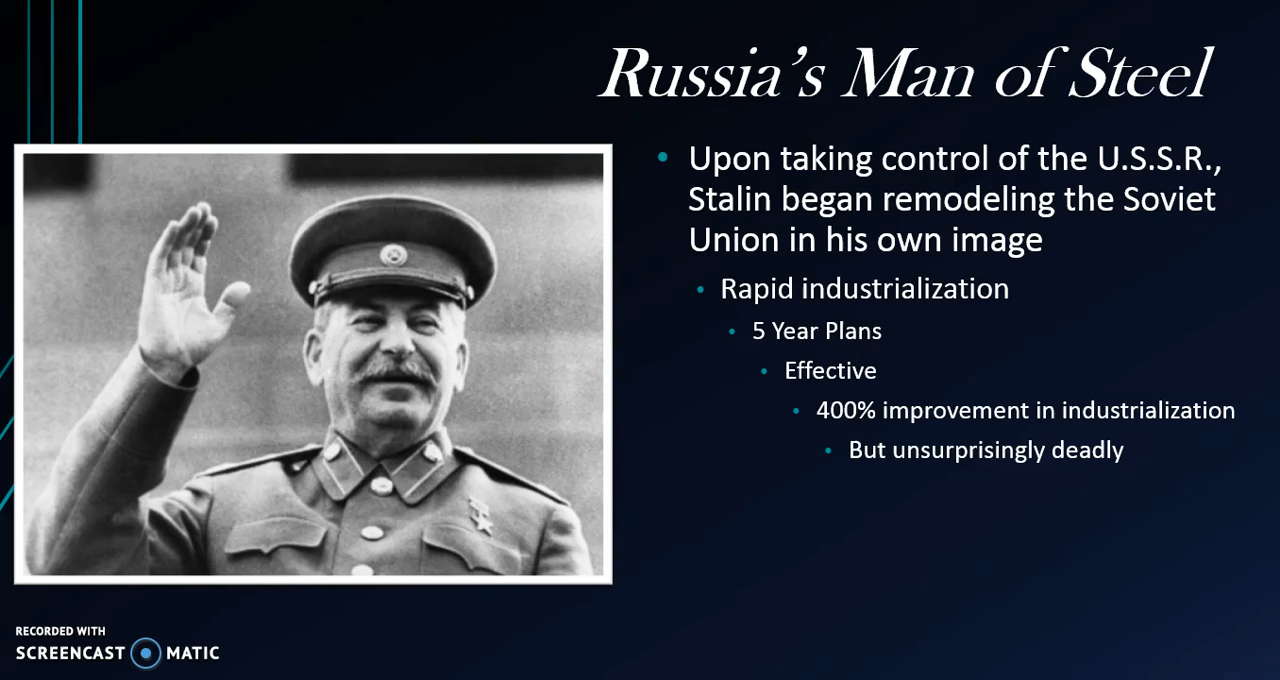 Russia's Man of Steel
• Upon taking control of the U.S.S.R.,
Stalin began remodeling the Soviet
Union in his own image
• Rapid industrialization
• 5 Year Plans
• Effective
• 400% improvement in industrialization
• But unsurprisingly deadly
RECORDED WITH
SCREENCAST MATIC